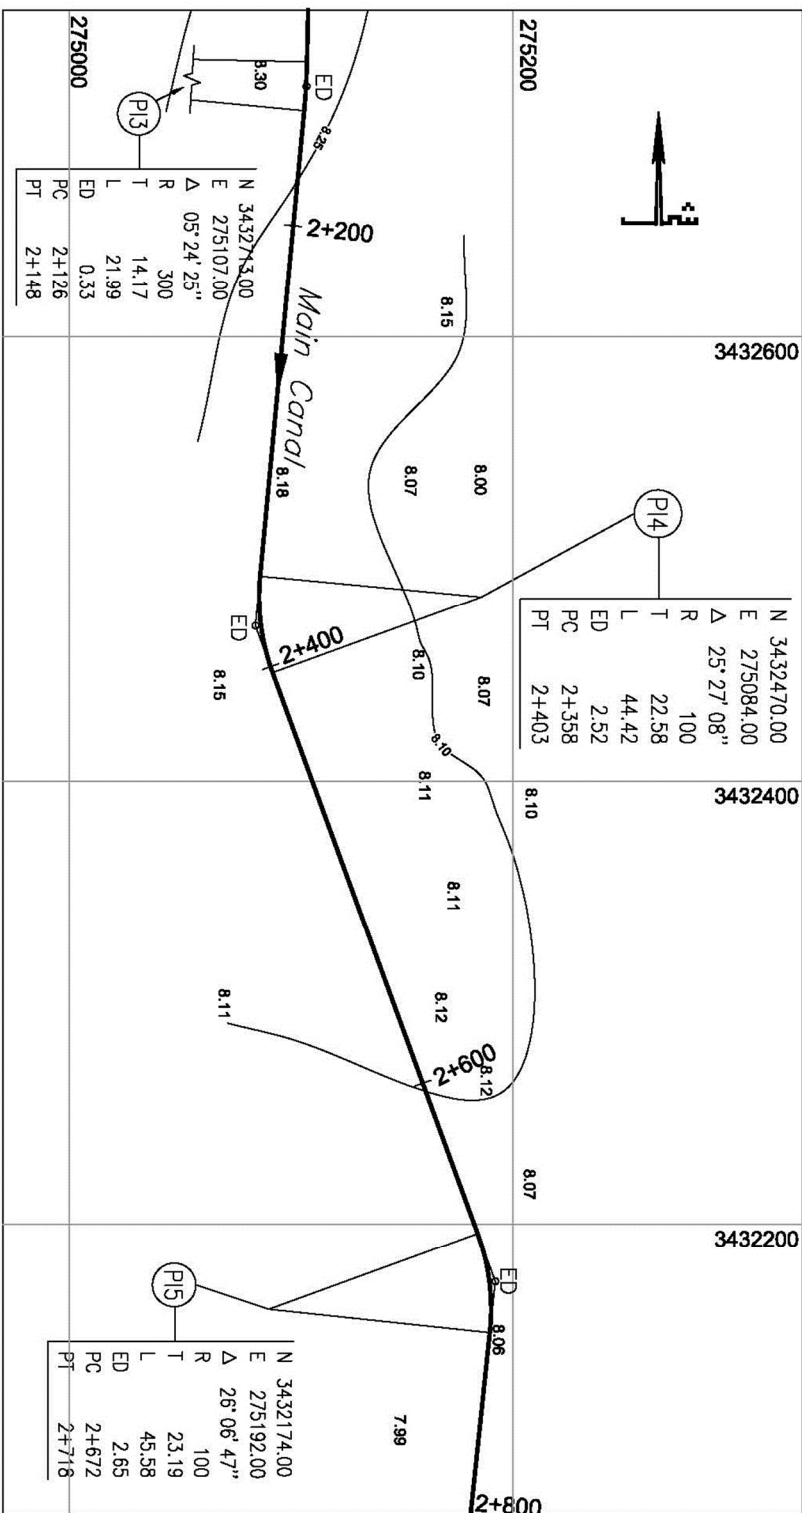 275000
275200
8.30
ED
PI3
8.25
N 3432713.00
E 275107.00
Δ 05°24'25"
R 300
T 14.17
L 21.99
ED 0.33
PC 2+126
PT 2+148
2+200
Main Canal
8.15
3432600
8.18
8.07
8.00
PI4
N 3432470.00
E 275084.00
Δ 25°27'08"
R 100
T 22.58
L 44.42
ED 2.52
PC 2+358
PT 2+403
ED
2+400
8.15
8.10
8.07
8.10
8.11
8.10
3432400
8.11
8.12
8.11
2+600
8.12
8.07
3432200
ED
PI5
8.06
N 3432174.00
E 275192.00
Δ 26°06'47"
R 100
T 23.19
L 45.58
ED 2.65
PC 2+672
PT 2+718
7.99
2+800